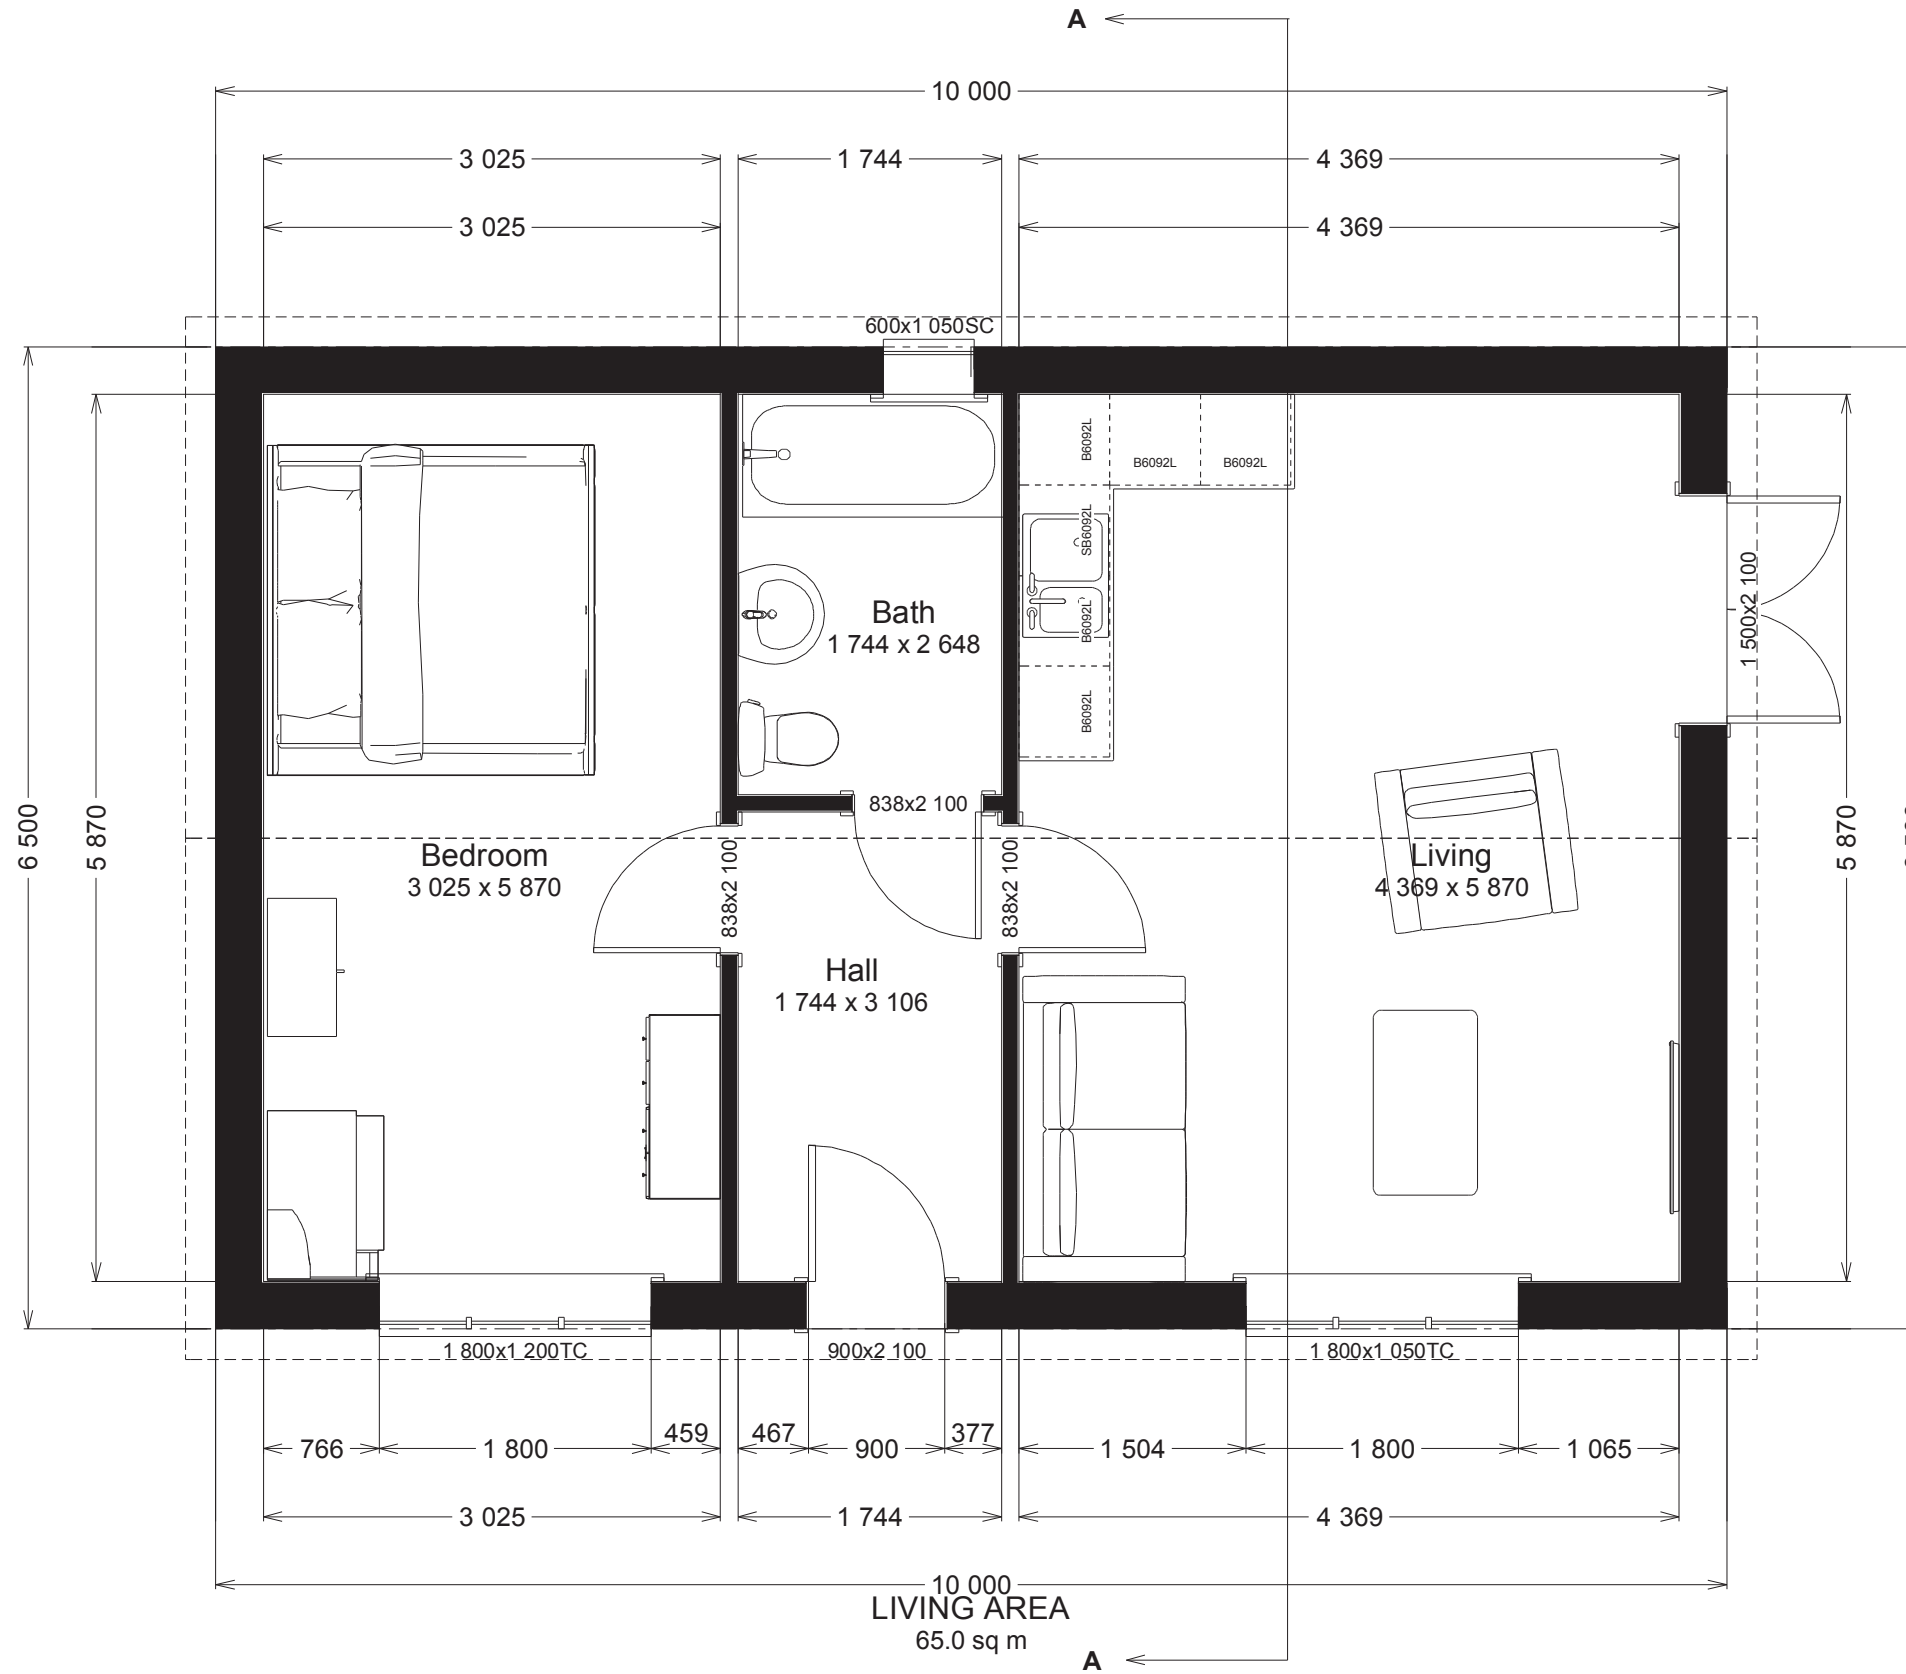 A
10 000
3 025
1 744
4 369
3 025
4 369
600x1 050SC
B6092L
B6092L
B6092L
SB6092L
B6092L
B6092L
1 500x2 100
Bath
1 744 x 2 648
838x2 100
6 500
5 870
Bedroom
3 025 x 5 870
838x2 100
838x2 100
Living
4 369 x 5 870
5 870
Hall
1 744 x 3 106
1 800x1 200TC
900x2 100
1 800x1 050TC
766
1 800
459
467
900
377
1 504
1 800
1 065
3 025
1 744
4 369
10 000
LIVING AREA
65.0 sq m
A